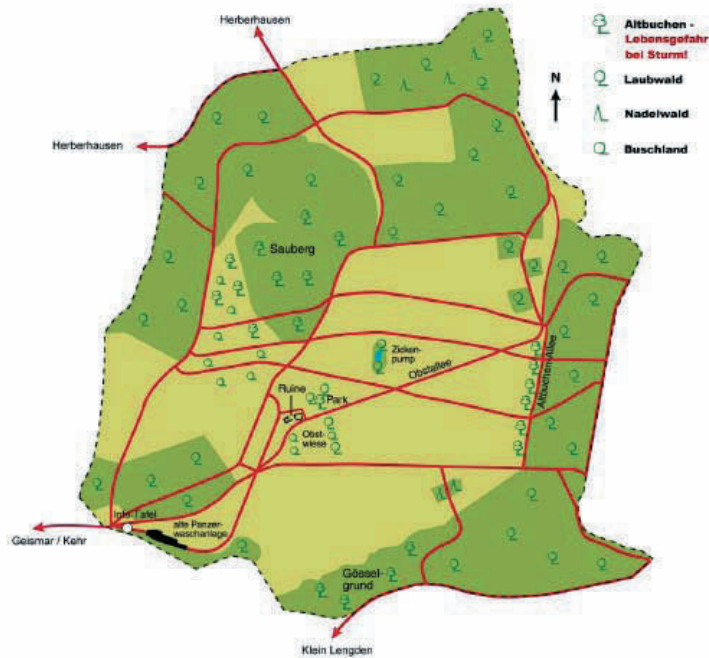 Herberhausen
Altbuchen -
Lebensgefahr
bei Sturm!
N
Laubwald
Nadelwald
Buschland
Herberhausen
Sauberg
Zicken-
pump
Obstallee
Altbuchen-Allee
Ruine
Park
Obst-
wiese
Info-Tafel
alte Panzer-
waschanlage
Geismar / Kehr
Gössel-
grund
Klein Lengden